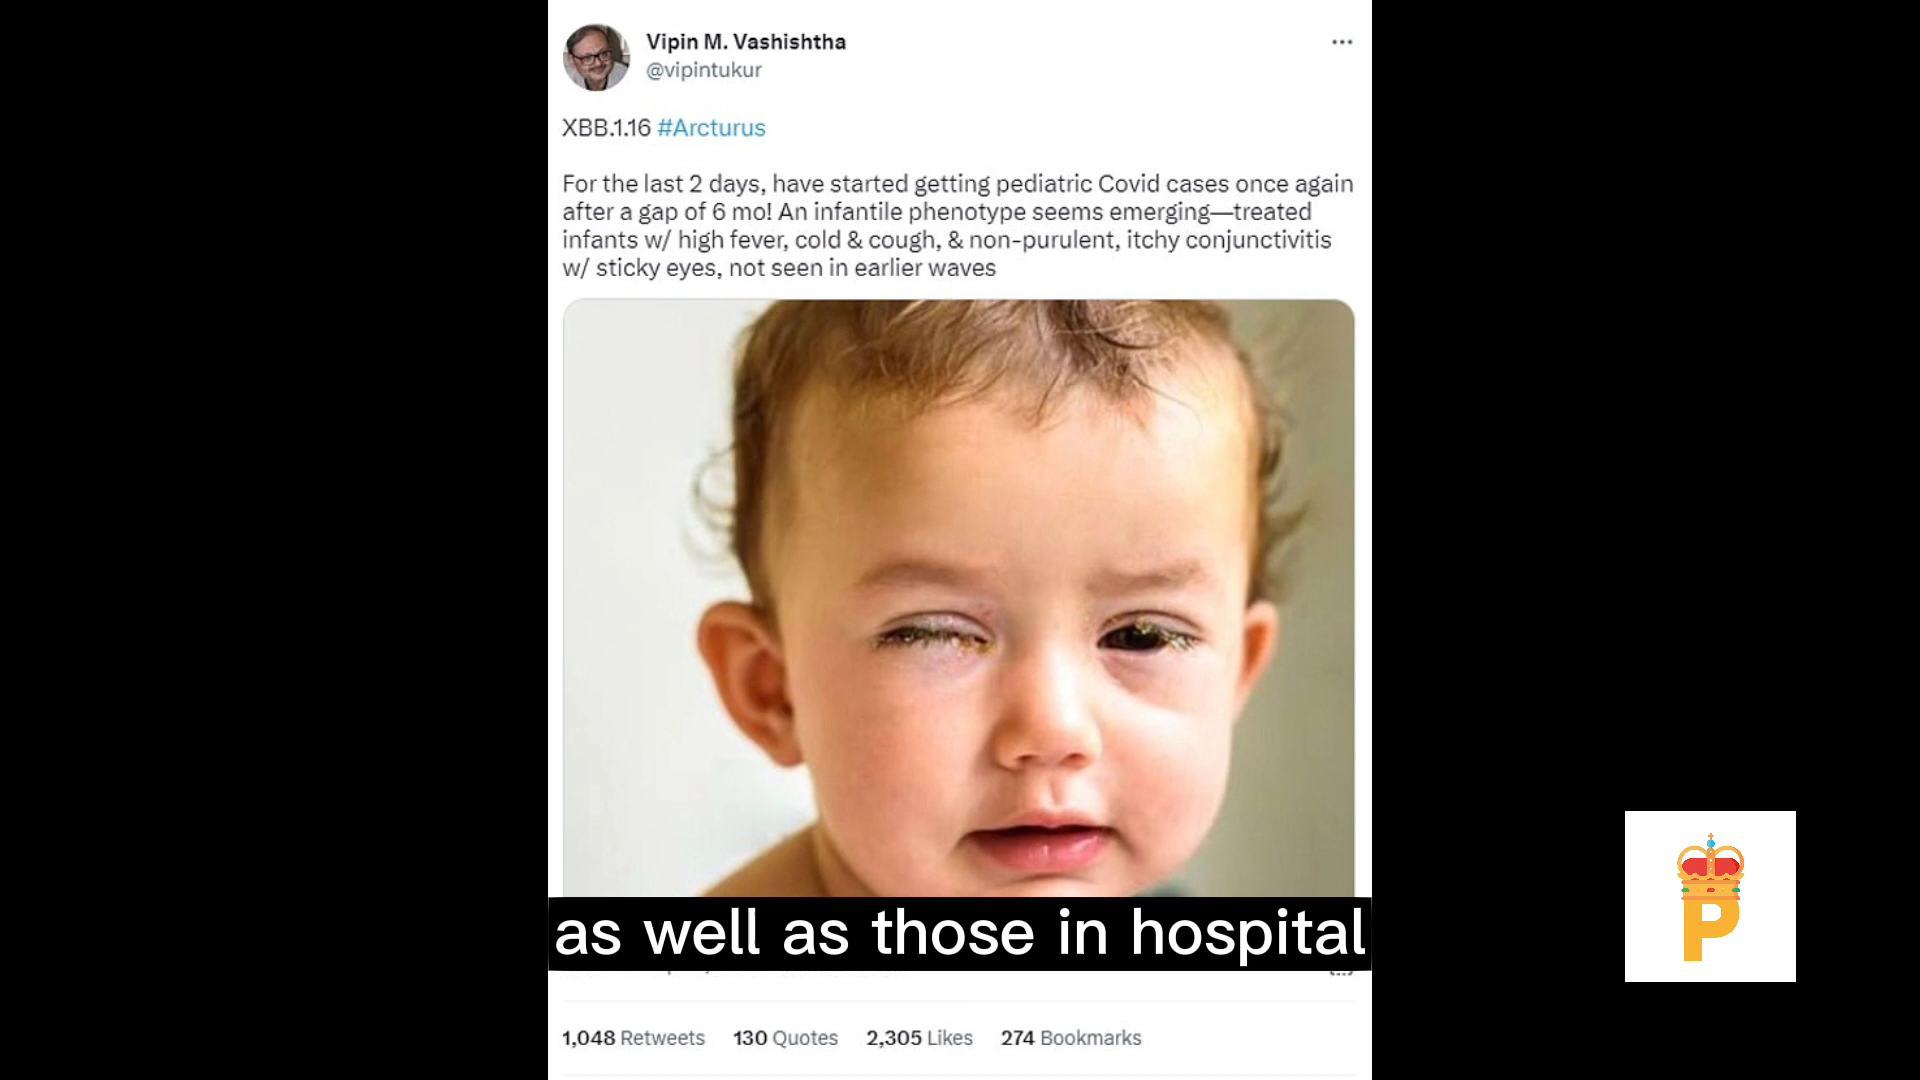 Vipin M. Vashishtha
@vipintukur
XBB.1.16 #Arcturus
For the last 2 days, have started getting pediatric Covid cases once again
after a gap of 6 mo! An infantile phenotype seems emerging—treated
infants w/ high fever, cold & cough, & non-purulent, itchy conjunctivitis
w/ sticky eyes, not seen in earlier waves
as well as those in hospital
1,048 Retweets 130 Quotes 2,305 Likes 274 Bookmarks
P